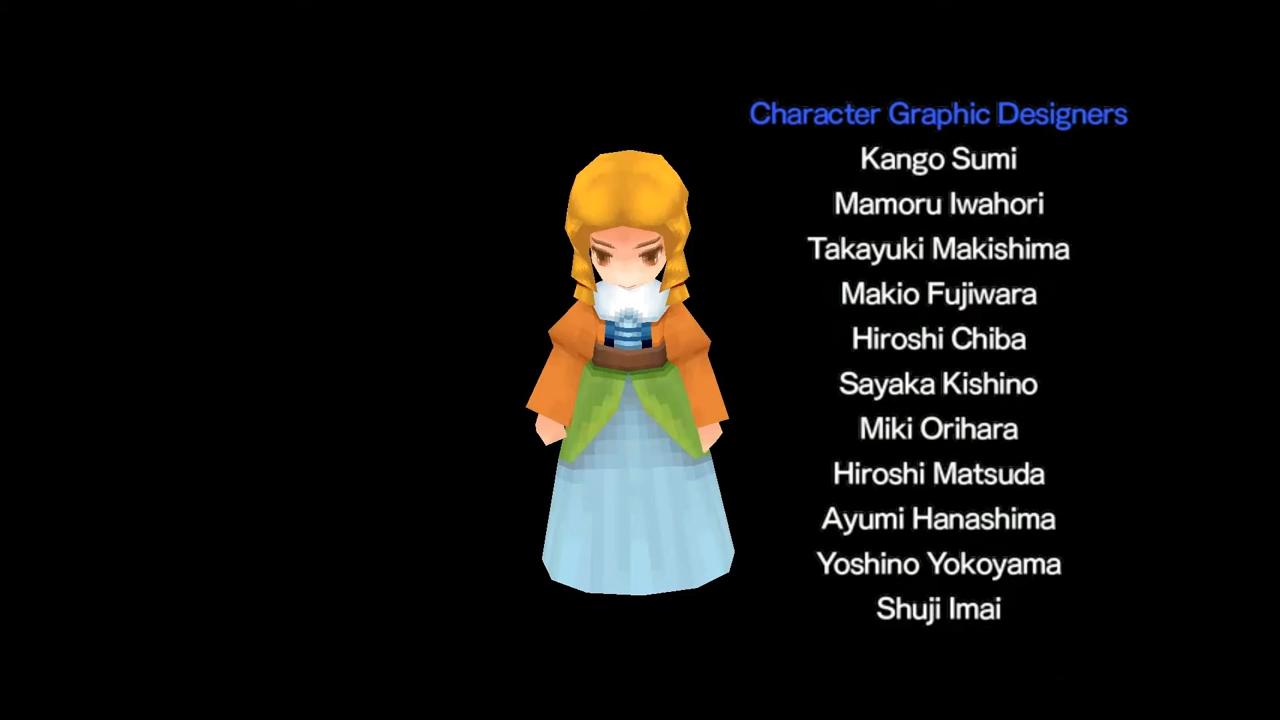 Character Graphic Designers
Kango Sumi
Mamoru Iwahori
Takayuki Makishima
Makio Fujiwara
Hiroshi Chiba
Sayaka Kishino
Miki Orihara
Hiroshi Matsuda
Ayumi Hanashima
Yoshino Yokoyama
Shuji Imai